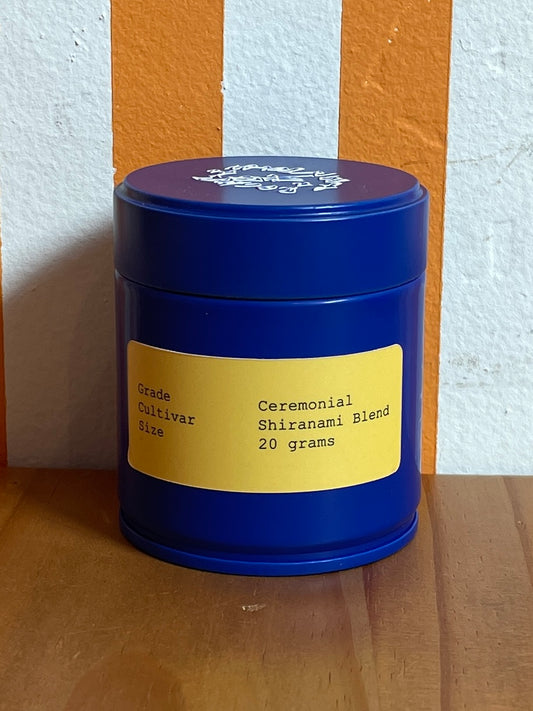 Grade Ceremonial
Cultivar Shiranami Blend
Size 20 grams